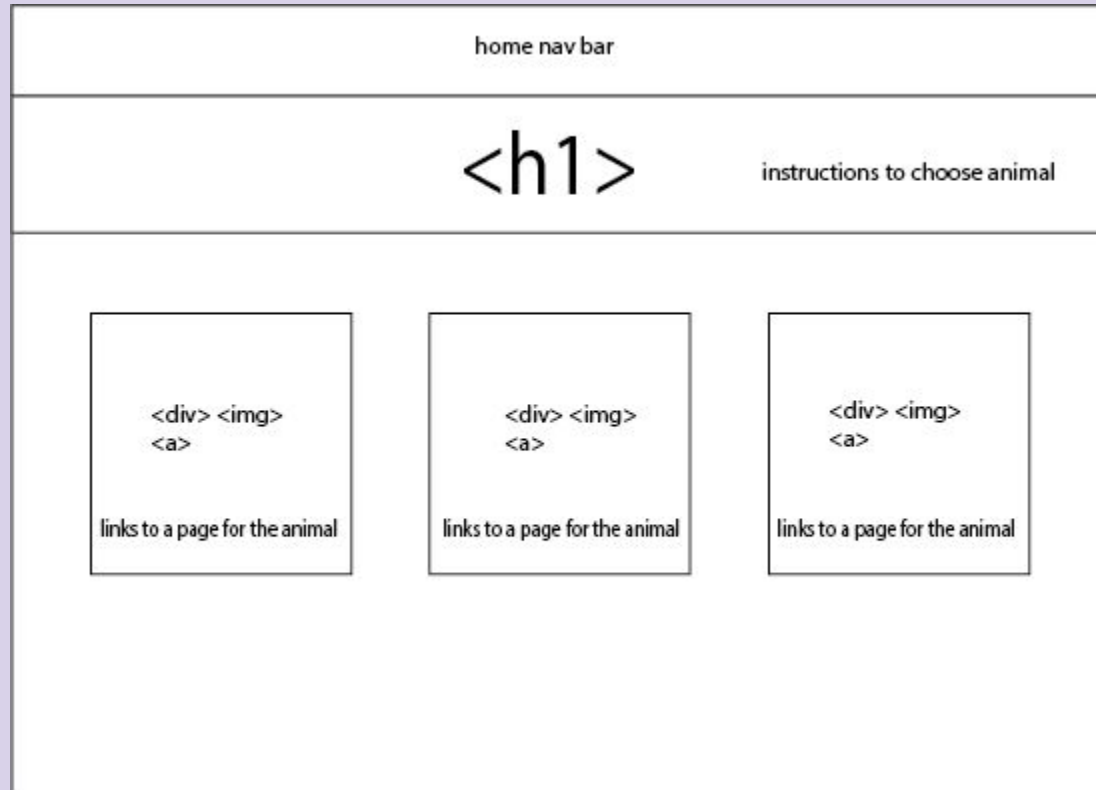 home nav bar
<h1>
instructions to choose animal
<div> <img>
<a>
links to a page for the animal
<div> <img>
<a>
links to a page for the animal
<div> <img>
<a>
links to a page for the animal